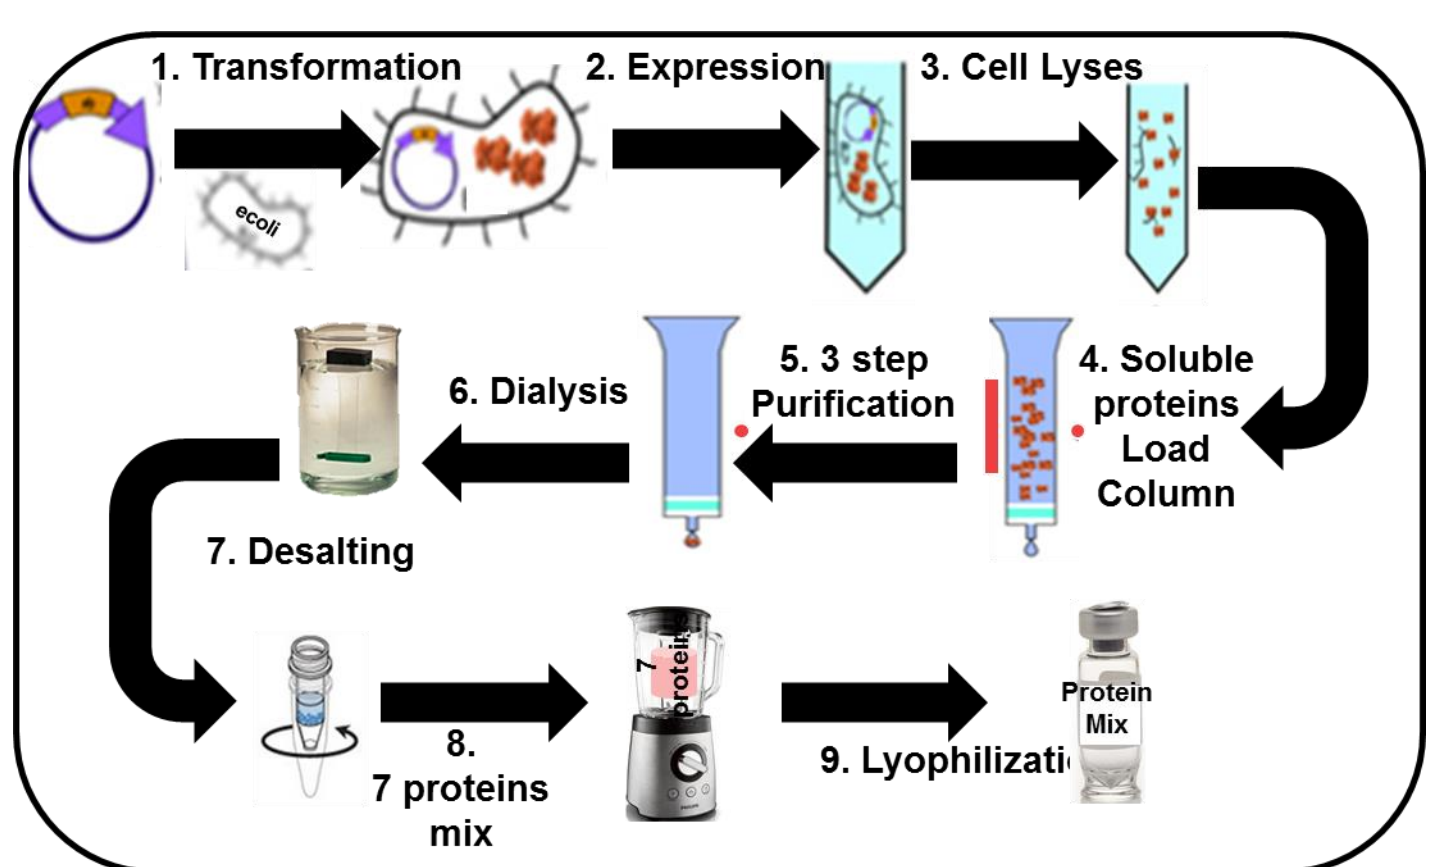 1. Transformation
2. Expression
3. Cell Lyses
ecoli
4. Soluble
proteins
Load
Column
5. 3 step
Purification
6. Dialysis
7. Desalting
8.
7 proteins
mix
7
proteins
9. Lyophilizati
Protein
Mix